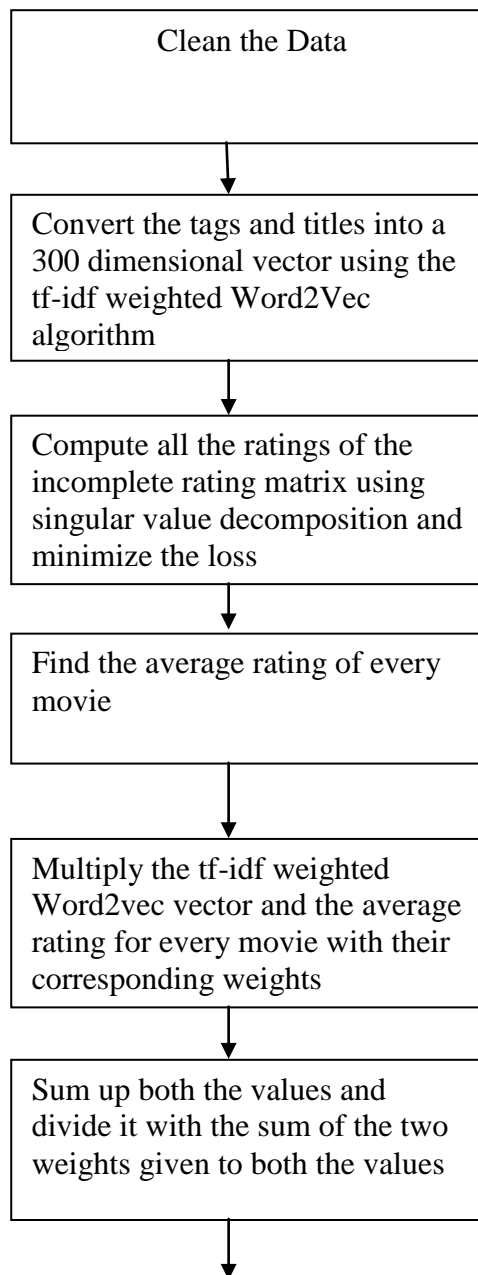 Clean the Data
Convert the tags and titles into a
300 dimensional vector using the
tf-idf weighted Word2Vec
algorithm
Compute all the ratings of the
incomplete rating matrix using
singular value decomposition and
minimize the loss
Find the average rating of every
movie
Multiply the tf-idf weighted
Word2vec vector and the average
rating for every movie with their
corresponding weights
Sum up both the values and
divide it with the sum of the two
weights given to both the values